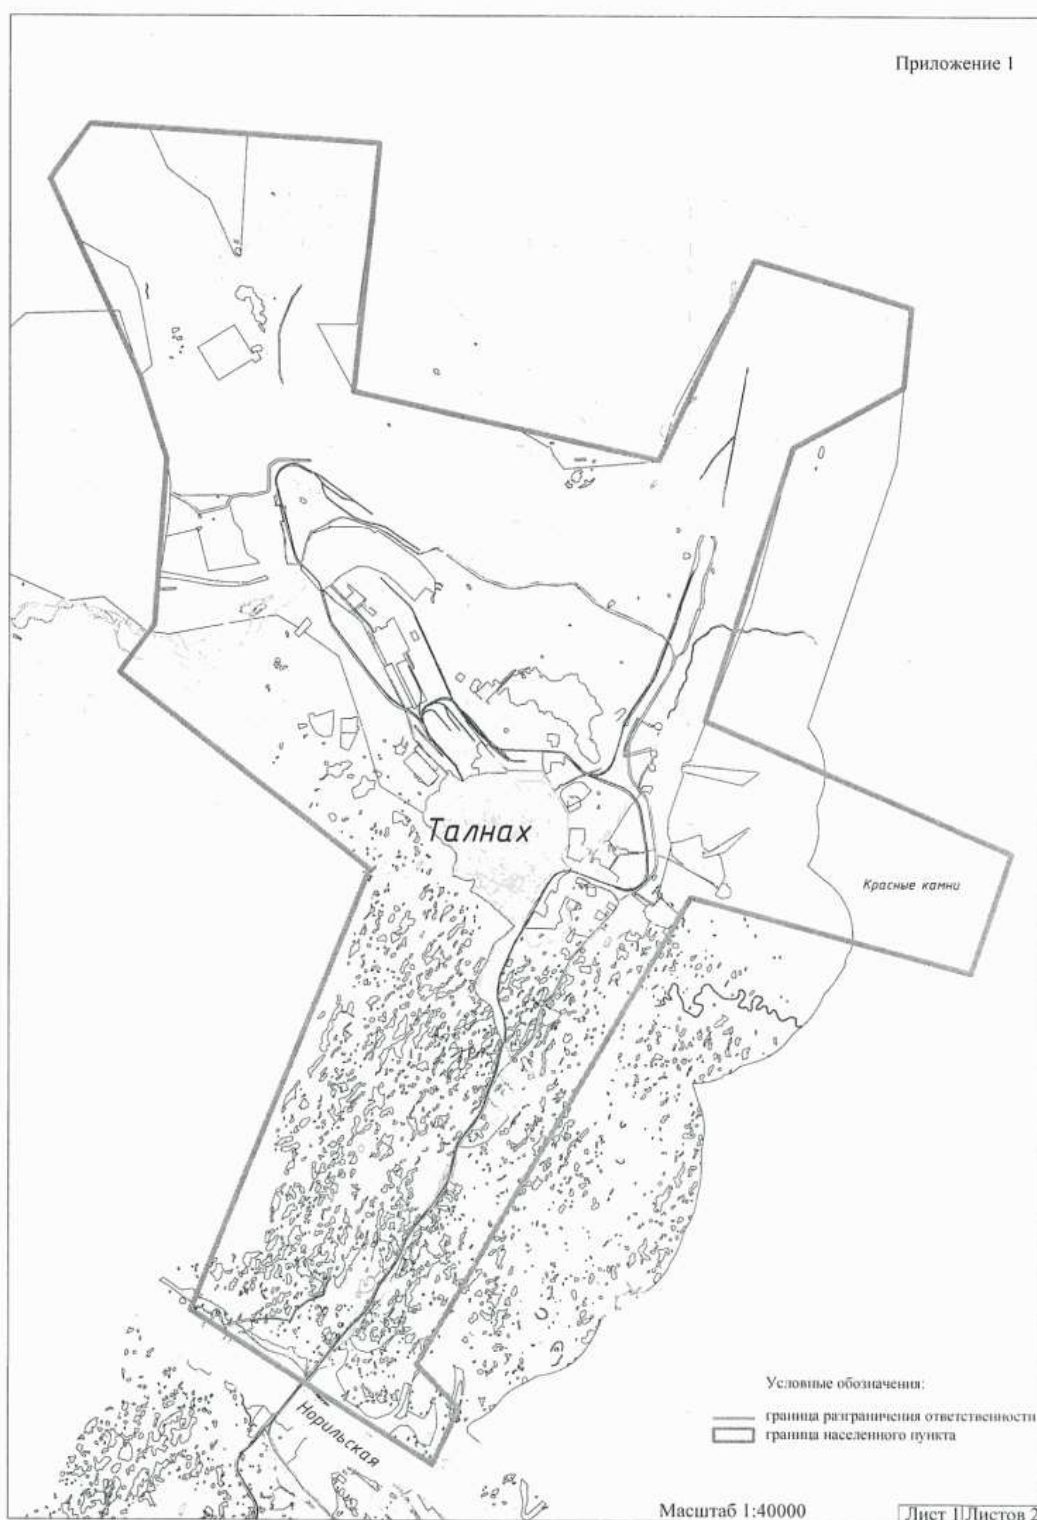 Приложение 1
Талнах
Красные камни
Норильская
Условные обозначения:
граница разграничения ответственности
граница населенного пункта
Масштаб 1:40000
Лист 1 Листов 2